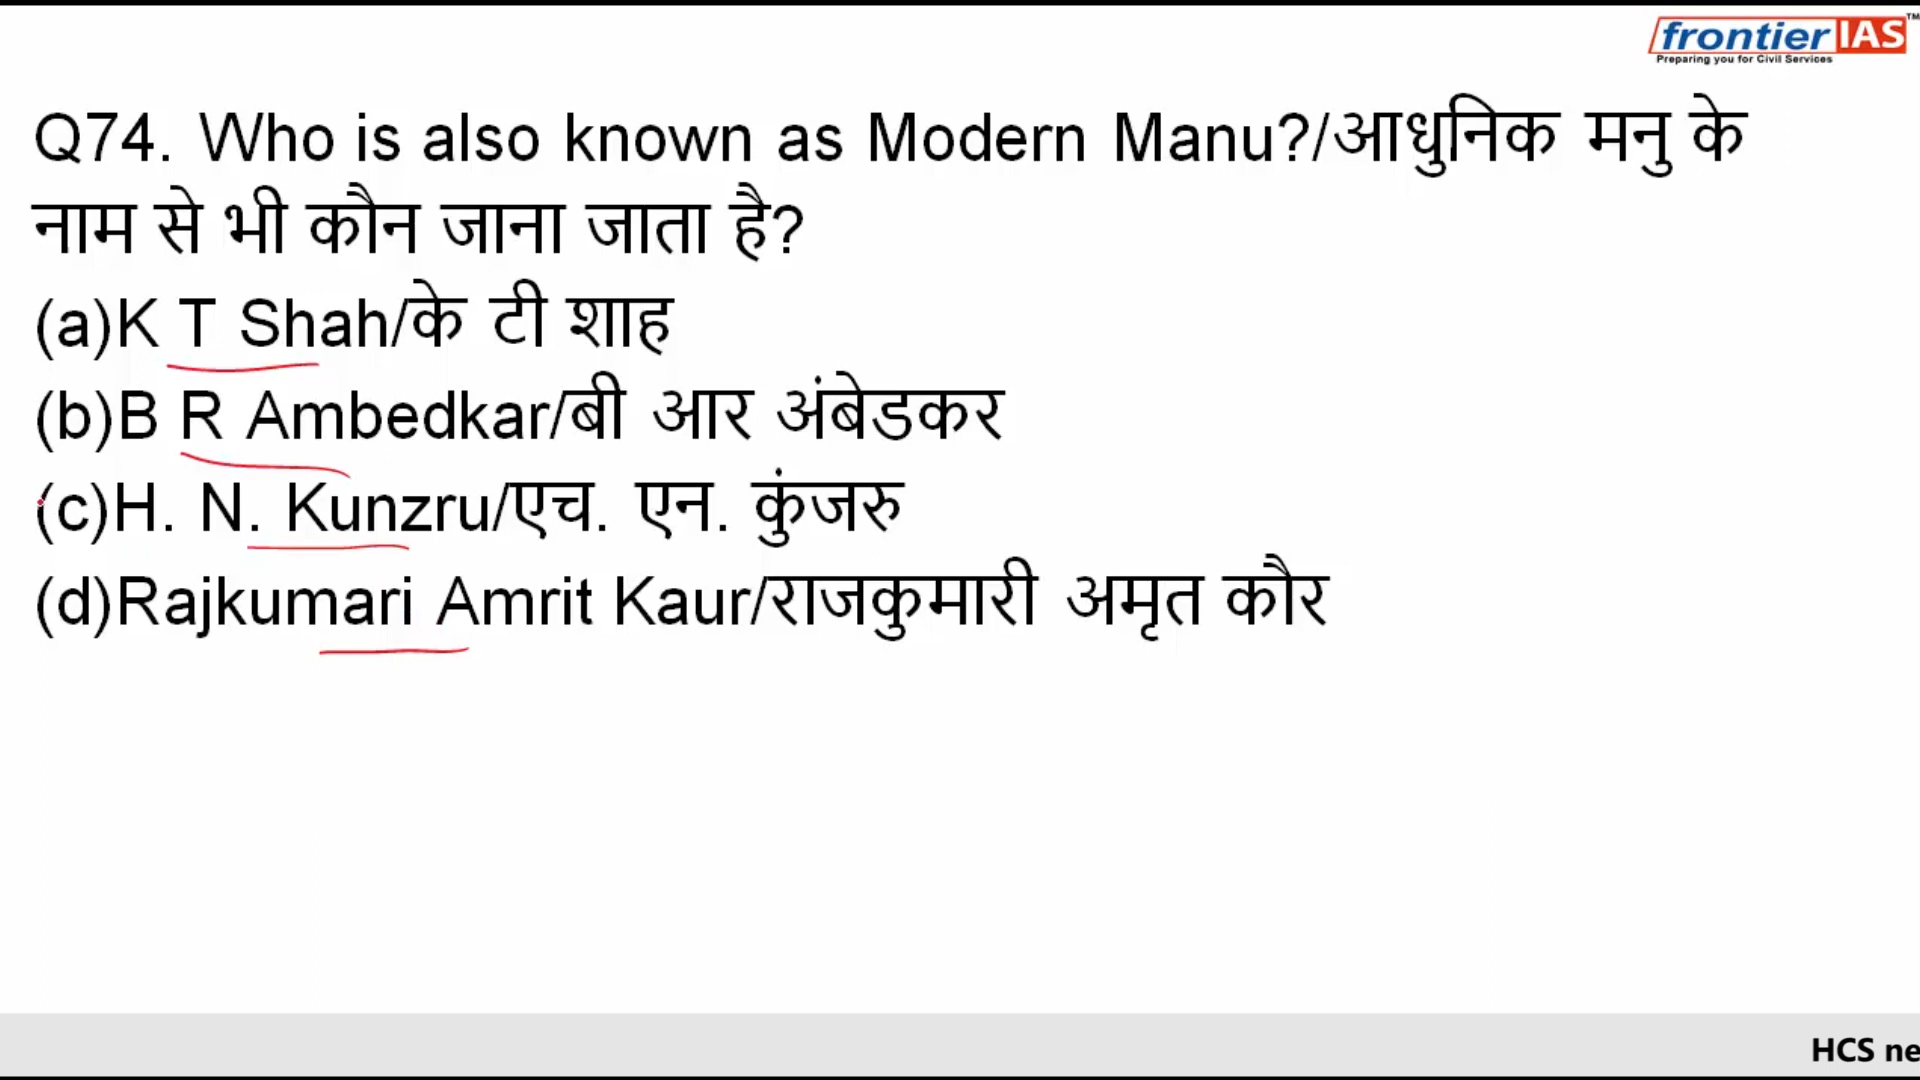 frontier IAS™
Preparing you for Civil Services
Q74. Who is also known as Modern Manu?/आधुनिक मनु के
नाम से भी कौन जाना जाता है?
(a)K T Shah/के टी शाह
(b)B R Ambedkar/बी आर अंबेडकर
(c)H. N. Kunzru/एच. एन. कुंजरु
(d)Rajkumari Amrit Kaur/राजकुमारी अमृत कौर
HCS ne